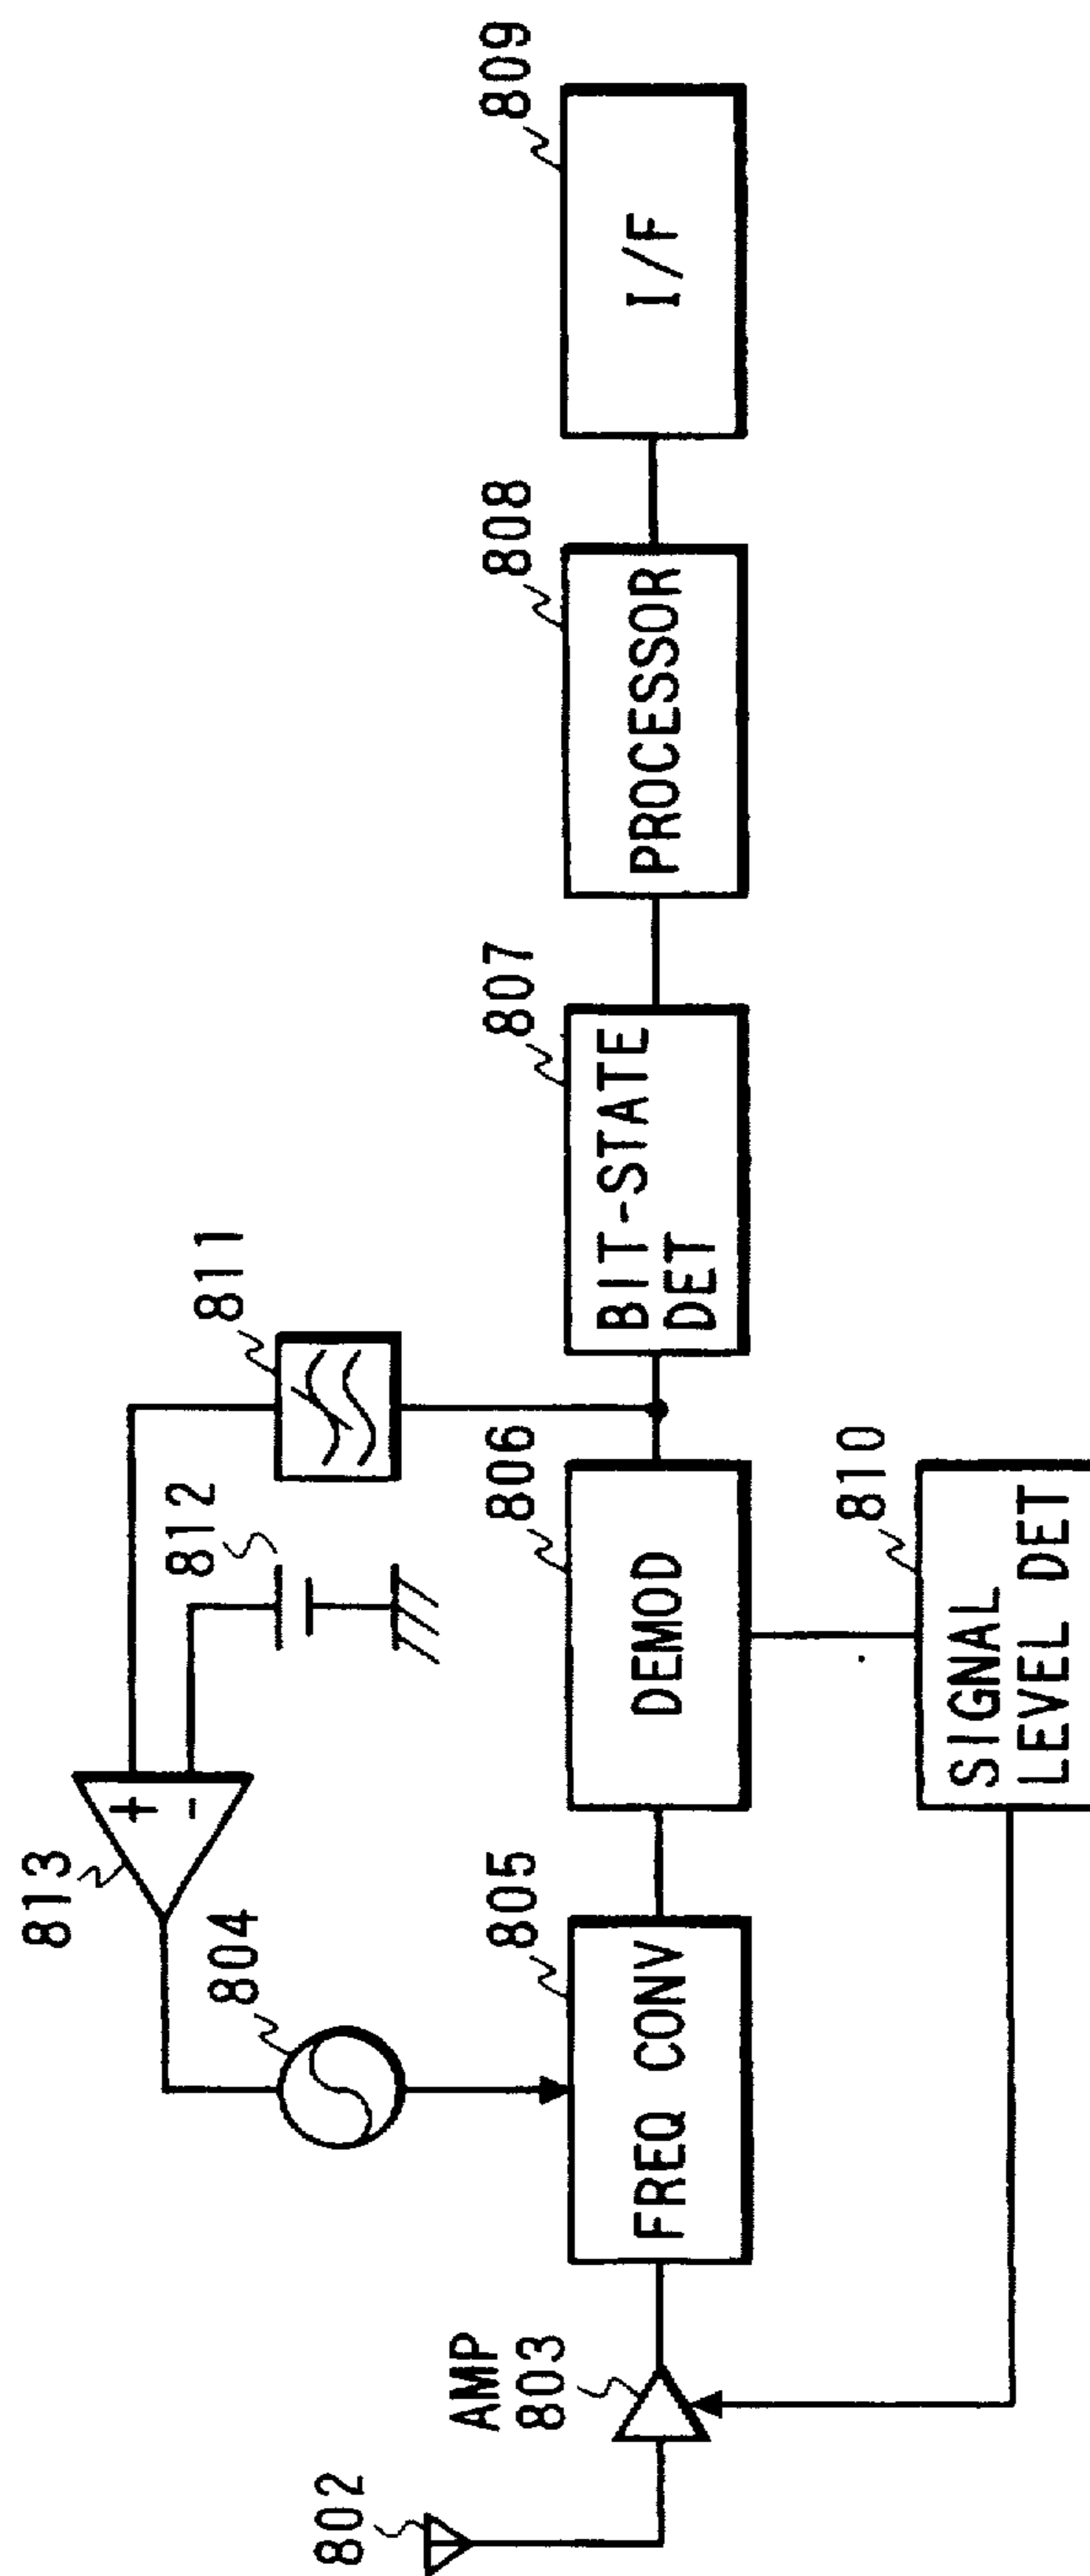 813
811
804
812
802
AMP
803
805
806
807
808
809
FREQ CONV
DEMOD
BIT-STATE
DET
PROCESSOR
I/F
+
-
810
SIGNAL
LEVEL DET